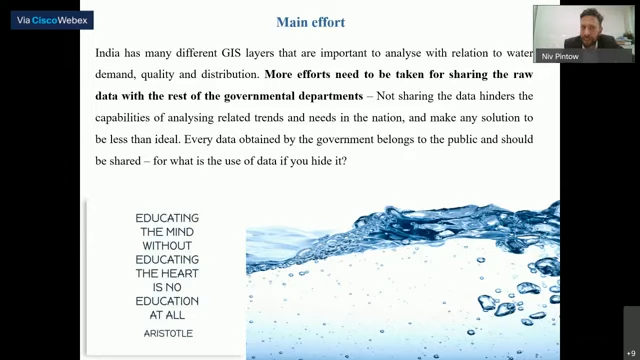 Via CiscoWebex
Main effort
Niv Pintow
India has many different GIS layers that are important to analyse with relation to water
demand, quality and distribution. More efforts need to be taken for sharing the raw
data with the rest of the governmental departments – Not sharing the data hinders the
capabilities of analysing related trends and needs in the nation, and make any solution to
be less than ideal. Every data obtained by the government belongs to the public and should
be shared – for what is the use of data if you hide it?
EDUCATING
THE MIND
WITHOUT
EDUCATING
THE HEART
IS NO
EDUCATION
AT ALL
ARISTOTLE
+9